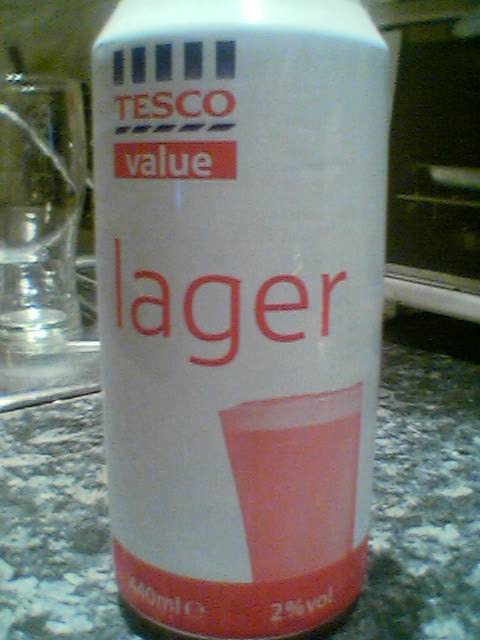 TESCO
value
lager
440ml e 2%vol